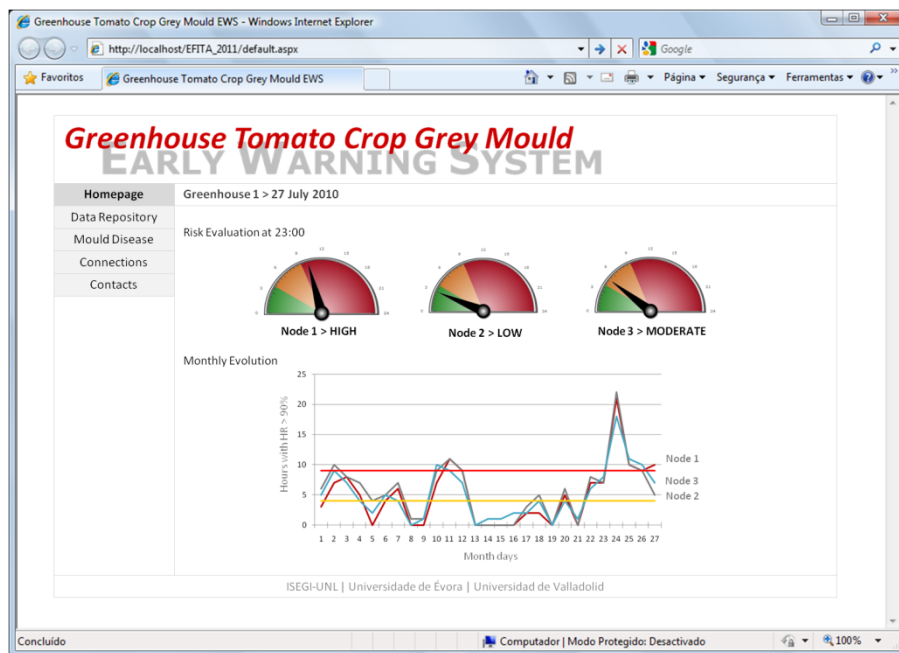 Greenhouse Tomato Crop Grey Mould EWS - Windows Internet Explorer
http://localhost/EFITA_2011/default.aspx
Google
Favoritos
Greenhouse Tomato Crop Grey Mould EWS
Página
Segurança
Ferramentas
Greenhouse Tomato Crop Grey Mould
EARLY WARNING SYSTEM
Homepage
Greenhouse 1 > 27 July 2010
Data Repository
Mould Disease
Connections
Contacts
Risk Evaluation at 23:00
Node 1 > HIGH
Node 2 > LOW
Node 3 > MODERATE
Monthly Evolution
Hours with HR > 90%
25
20
15
10
5
0
Node 1
Node 3
Node 2
1 2 3 4 5 6 7 8 9 10 11 12 13 14 15 16 17 18 19 20 21 22 23 24 25 26 27
Month days
ISEGI-UNL | Universidade de Évora | Universidad de Valladolid
Concluído
Computador | Modo Protegido: Desactivado
100%